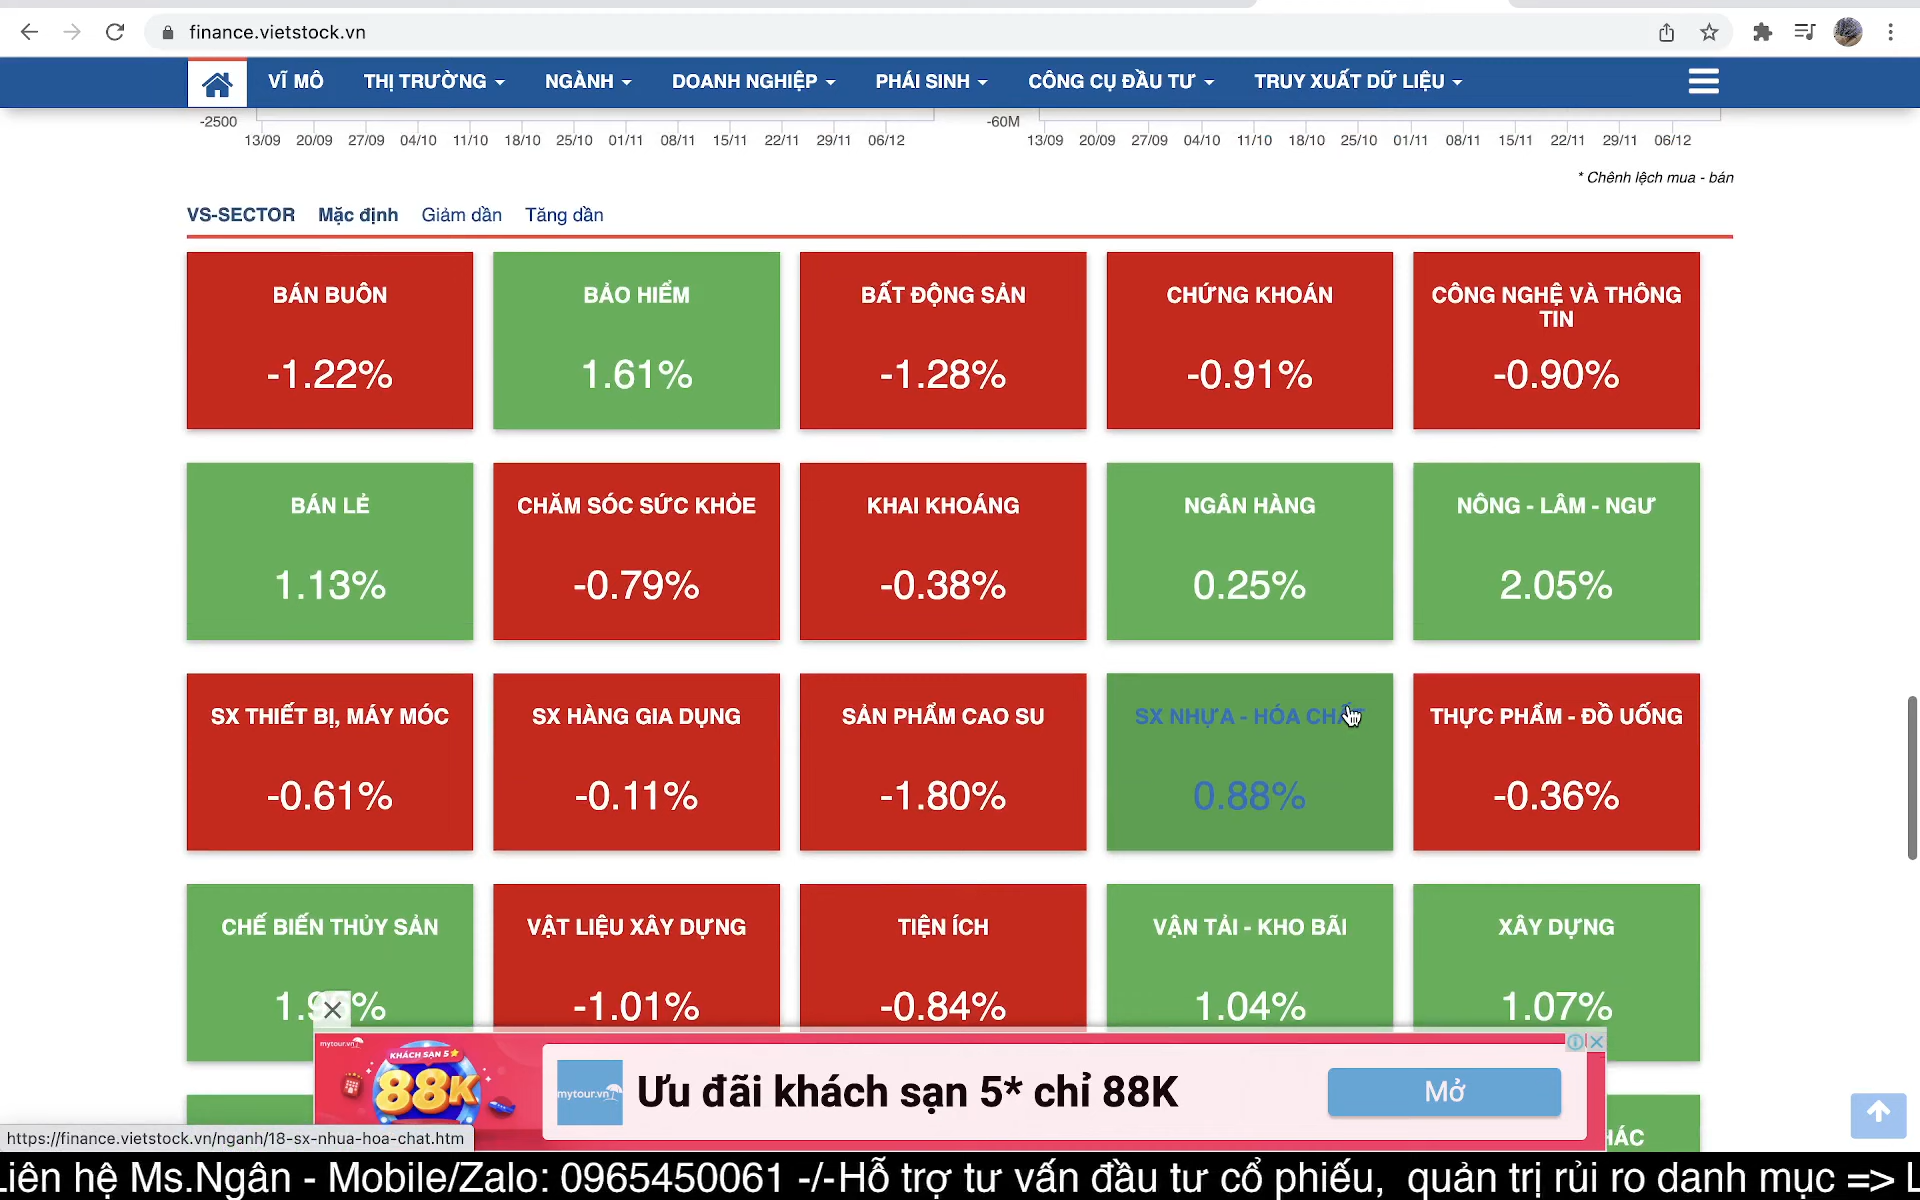 finance.vietstock.vn
VĨ MÔ THỊ TRƯỜNG NGÀNH DOANH NGHIỆP PHÁI SINH CÔNG CỤ ĐẦU TƯ TRUY XUẤT DỮ LIỆU
-2500 -60M
13/09 20/09 27/09 04/10 11/10 18/10 25/10 01/11 08/11 15/11 22/11 29/11 06/12 13/09 20/09 27/09 04/10 11/10 18/10 25/10 01/11 08/11 15/11 22/11 29/11 06/12
* Chênh lệch mua - bán
VS-SECTOR Mặc định Giảm dần Tăng dần
BÁN BUÔN
-1.22%
BẢO HIỂM
1.61%
BẤT ĐỘNG SẢN
-1.28%
CHỨNG KHOÁN
-0.91%
CÔNG NGHỆ VÀ THÔNG
TIN
-0.90%
BÁN LẺ
1.13%
CHĂM SÓC SỨC KHỎE
-0.79%
KHAI KHOÁNG
-0.38%
NGÂN HÀNG
0.25%
NÔNG - LÂM - NGƯ
2.05%
SX THIẾT BỊ, MÁY MÓC
-0.61%
SX HÀNG GIA DỤNG
-0.11%
SẢN PHẨM CAO SU
-1.80%
SX NHỰA - HÓA CHẤT
0.88%
THỰC PHẨM - ĐỒ UỐNG
-0.36%
CHẾ BIẾN THỦY SẢN
VẬT LIỆU XÂY DỰNG
-1.01%
TIỆN ÍCH
-0.84%
VẬN TẢI - KHO BÃI
1.04%
XÂY DỰNG
1.07%
mytour.vn
KHÁCH SẠN 5
88K
mytour.vn
Ưu đãi khách sạn 5* chỉ 88K
Mở
https://finance.vietstock.vn/nganh/18-sx-nhua-hoa-chat.htm
Liên hệ Ms.Ngân - Mobile/Zalo: 0965450061 -/-Hỗ trợ tư vấn đầu tư cổ phiếu, quản trị rủi ro danh mục => L